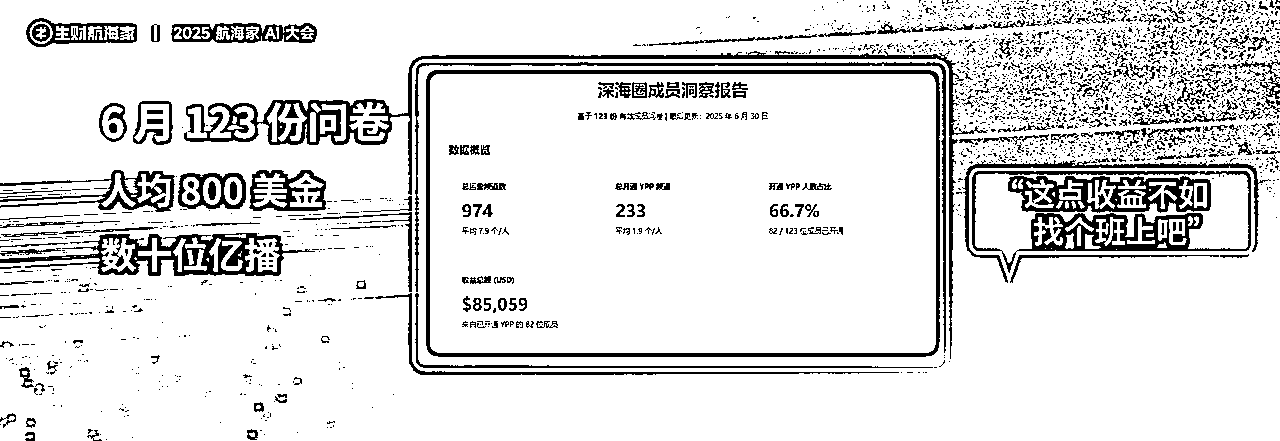 生财航海家 | 2025 航海家 AI 大会
6 月 123 份问卷
人均 800 美金
数十位亿播
深海圈成员洞察报告
基于 123 份有效成员问卷 | 最后更新：2025 年 6 月 30 日
数据概览
总运营频道数
974
平均 7.9 个/人
总开通 YPP 频道
233
平均 1.9 个/人
开通 YPP 人数占比
66.7%
82 / 123 位成员已开通
收益总额 (USD)
$85,059
来自已开通 YPP 的 82 位成员
“这点收益不如
找个班上吧”